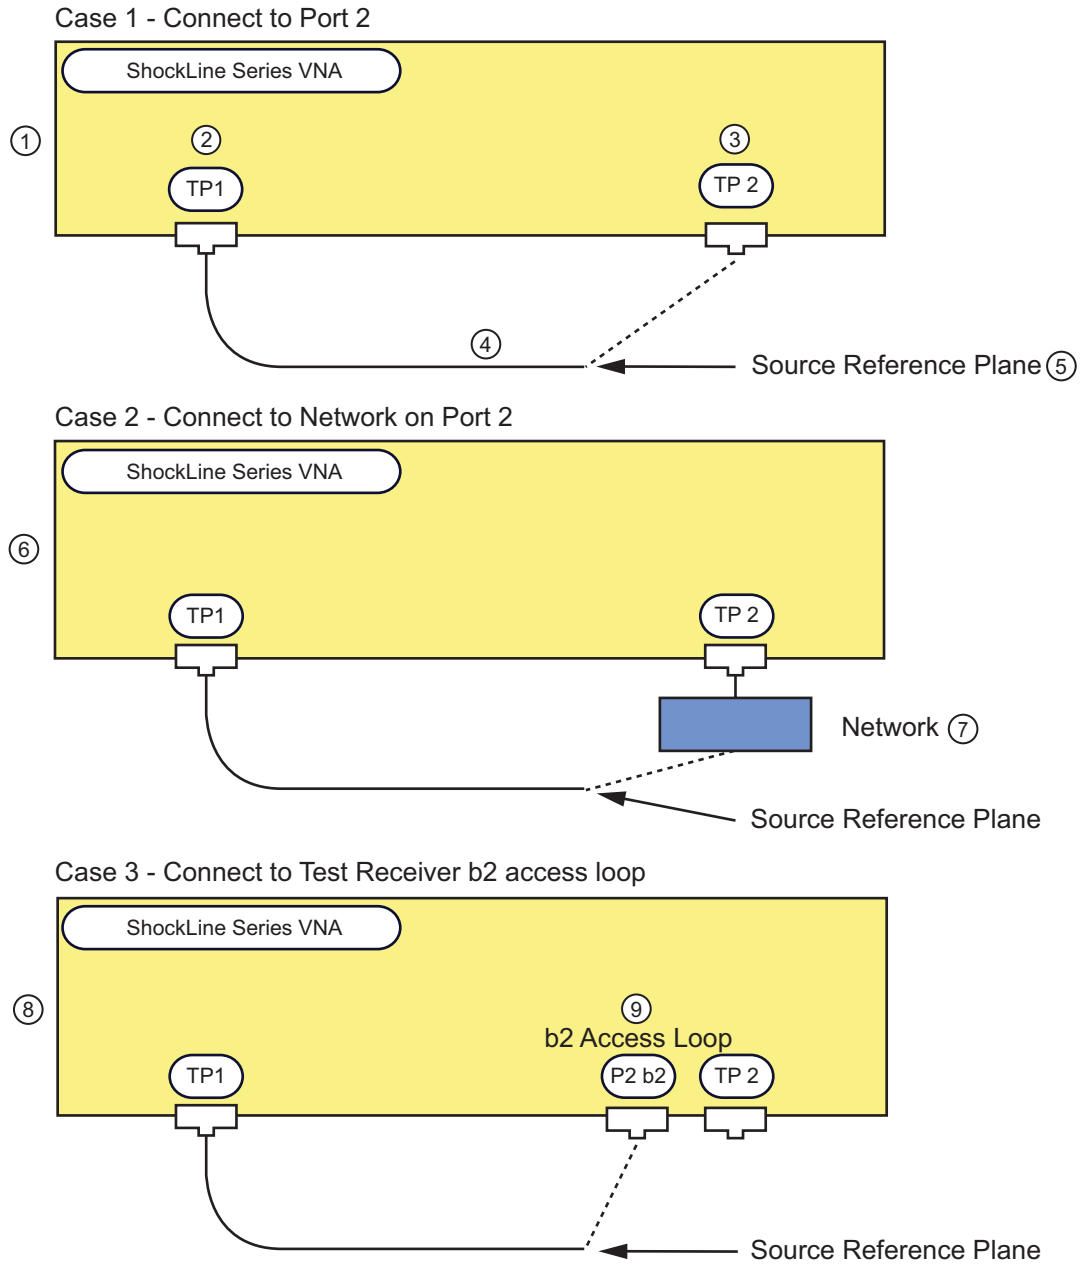 Case 1 - Connect to Port 2
ShockLine Series VNA
1
2
3
TP1
TP 2
4
Source Reference Plane 5
Case 2 - Connect to Network on Port 2
ShockLine Series VNA
6
TP1
TP 2
Network 7
Source Reference Plane
Case 3 - Connect to Test Receiver b2 access loop
ShockLine Series VNA
8
9
b2 Access Loop
TP1
P2 b2
TP 2
Source Reference Plane